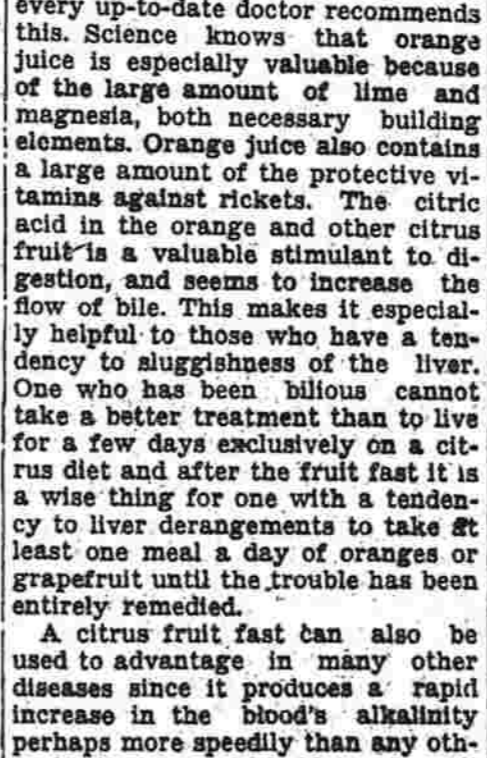 every up-to-date doctor recommends
this. Science knows that orange
juice is especially valuable because
of the large amount of lime and
magnesia, both necessary building
elements. Orange juice also contains
a large amount of the protective vi-
tamins against rickets. The citric
acid in the orange and other citrus
fruit is a valuable stimulant to di-
gestion, and seems to increase the
flow of bile. This makes it especial-
ly helpful to those who have a ten-
dency to sluggishness of the liver.
One who has been bilious cannot
take a better treatment than to live
for a few days exclusively on a cit-
rus diet and after the fruit fast it is
a wise thing for one with a tenden-
cy to liver derangements to take at
least one meal a day of oranges or
grapefruit until the trouble has been
entirely remedied.
A citrus fruit fast can also be
used to advantage in many other
diseases since it produces a rapid
increase in the blood's alkalinity
perhaps more speedily than any oth-